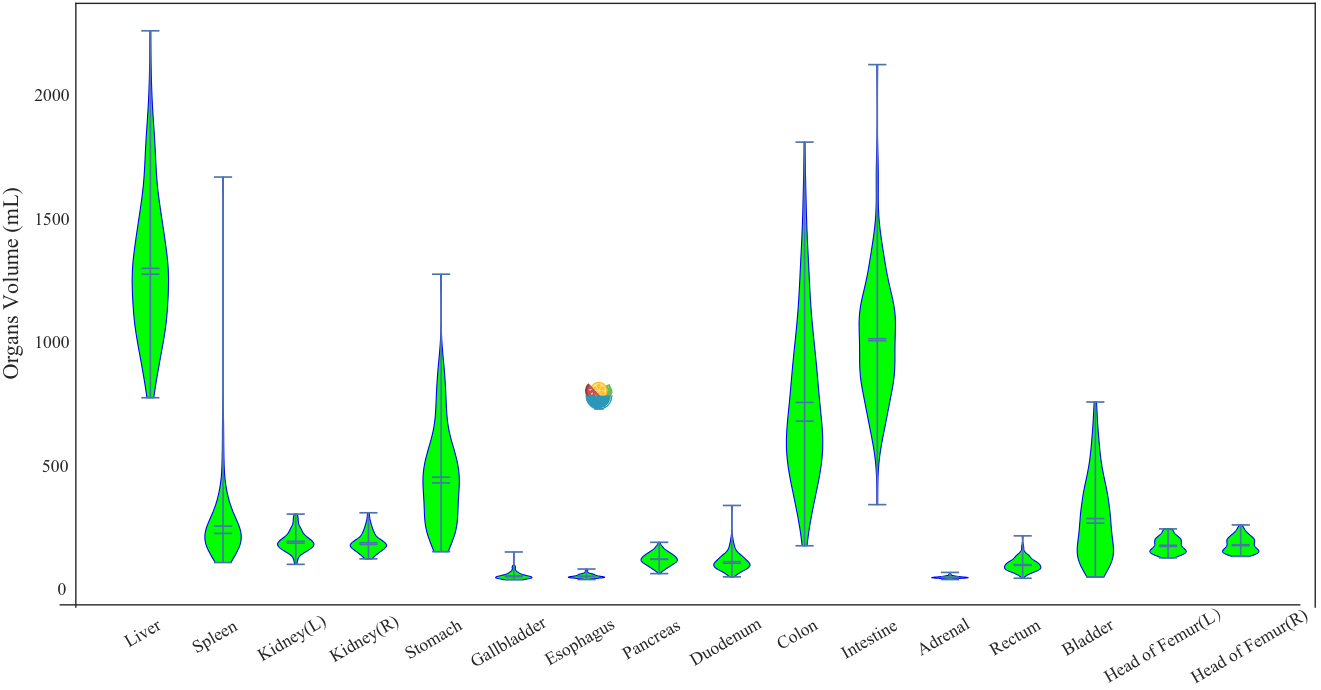 Organs Volume (mL)
2000
1500
1000
500
0
Liver
Spleen
Kidney(L)
Kidney(R)
Stomach
Gallbladder
Esophagus
Pancreas
Duodenum
Colon
Intestine
Adrenal
Rectum
Bladder
Head of Femur(L)
Head of Femur(R)